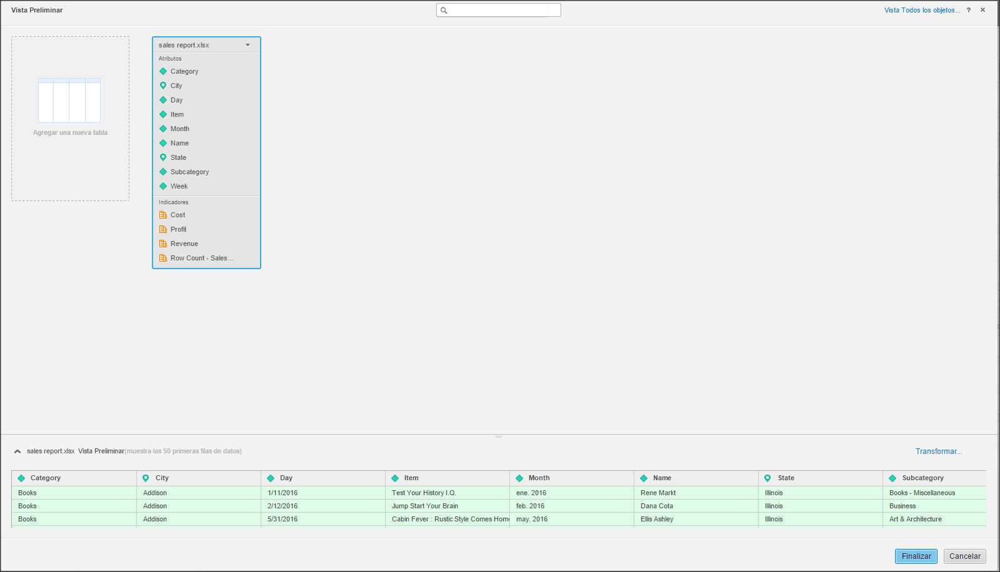 Vista Preliminar
Vista Todos los objetos... ? ×
sales report.xlsx
Atributos
Category
City
Day
Item
Month
Name
State
Subcategory
Week
Indicadores
Cost
Profit
Revenue
Row Count - Sales...
Agregar una nueva tabla
sales report.xlsx Vista Preliminar(muestra las 50 primeras filas de datos)
Transformar...
Category City Day Item Month Name State Subcategory
Books Addison 1/11/2016 Test Your History I.Q. ene. 2016 Rene Markt Illinois Books - Miscellaneous
Books Addison 2/12/2016 Jump Start Your Brain feb. 2016 Dana Cota Illinois Business
Books Addison 5/31/2016 Cabin Fever : Rustic Style Comes Home may. 2016 Ellis Ashley Illinois Art & Architecture
Finalizar Cancelar